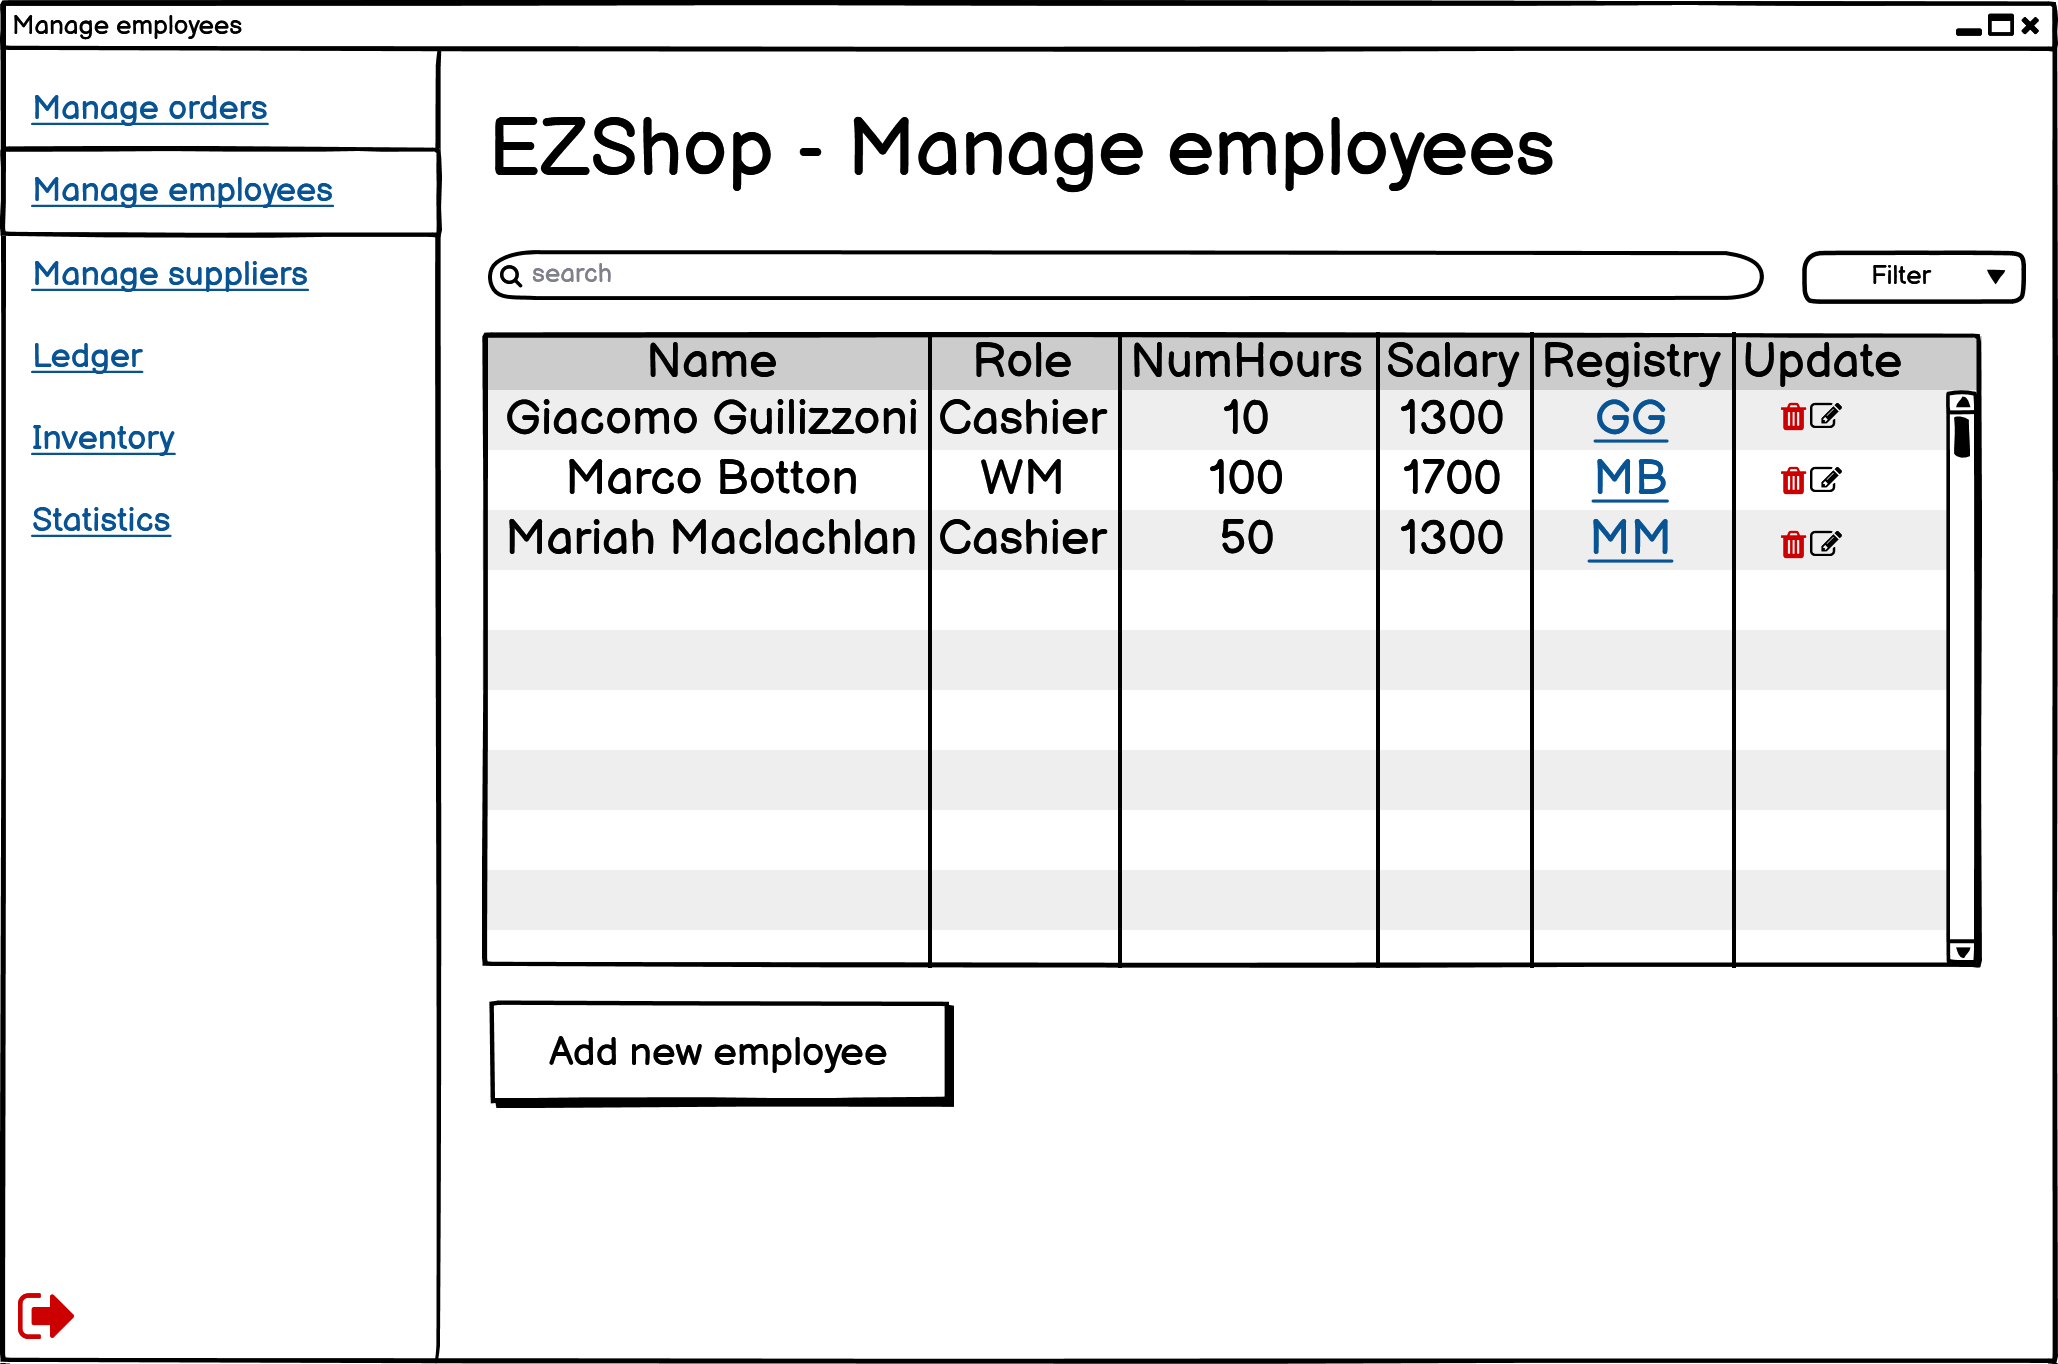 Manage employees
Manage orders
Manage employees
Manage suppliers
Ledger
Inventory
Statistics
EZShop - Manage employees
search
Filter
Name Role NumHours Salary Registry Update
Giacomo Guilizzoni Cashier 10 1300 GG
Marco Botton WM 100 1700 MB
Mariah Maclachlan Cashier 50 1300 MM
Add new employee